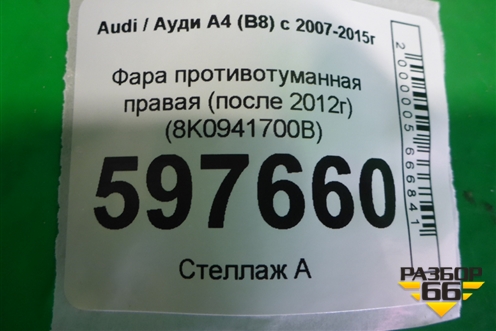 Audi / Ауди А4 (B8) с 2007-2015г
Фара противотуманная
правая (после 2012г)
(8K0941700B)
597660
Стеллаж А
2000005666841
РАЗБОР
66